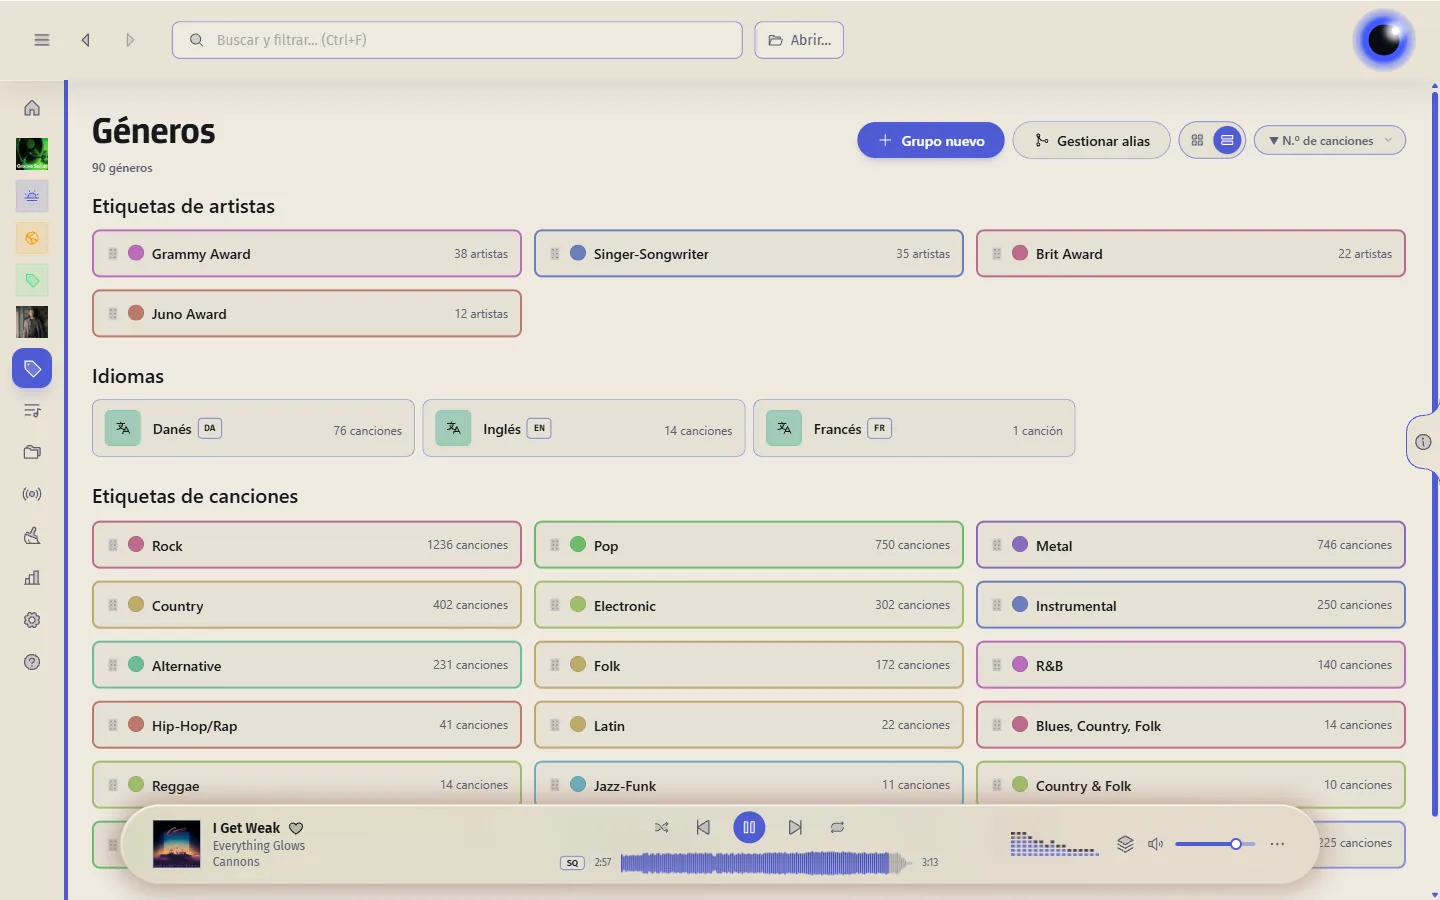 Buscar y filtrar... (Ctrl+F)
Abrir...
Géneros
90 géneros
Grupo nuevo
Gestionar alias
▼ N.º de canciones
Etiquetas de artistas
Grammy Award
38 artistas
Singer-Songwriter
35 artistas
Brit Award
22 artistas
Juno Award
12 artistas
Idiomas
Danés DA
76 canciones
Inglés EN
14 canciones
Francés FR
1 canción
Etiquetas de canciones
Rock
1236 canciones
Pop
750 canciones
Metal
746 canciones
Country
402 canciones
Electronic
302 canciones
Instrumental
250 canciones
Alternative
231 canciones
Folk
172 canciones
R&B
140 canciones
Hip-Hop/Rap
41 canciones
Latin
22 canciones
Blues, Country, Folk
14 canciones
Reggae
14 canciones
Jazz-Funk
11 canciones
Country & Folk
10 canciones
225 canciones
I Get Weak
Everything Glows
Cannons
SQ
2:57
3:13